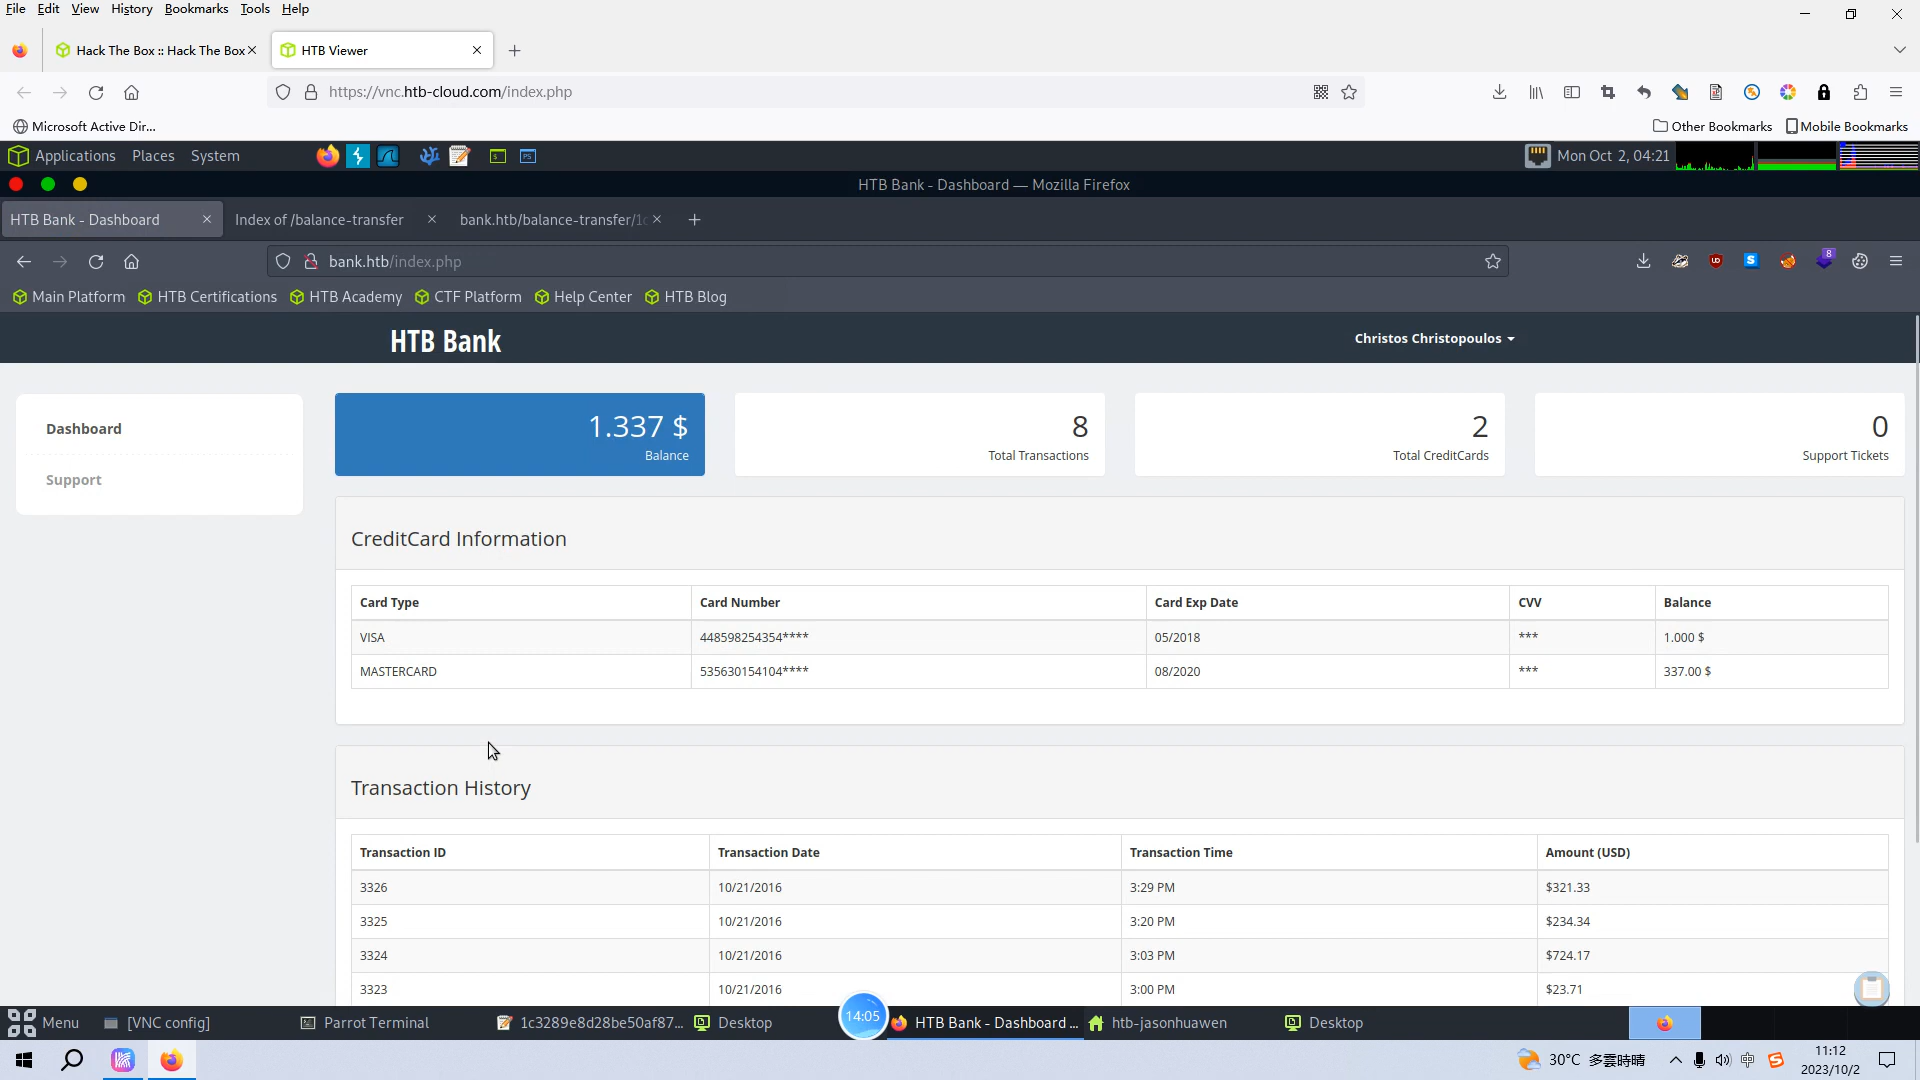 File Edit View History Bookmarks Tools Help
Hack The Box :: Hack The Box
HTB Viewer
https://vnc.htb-cloud.com/index.php
Microsoft Active Dir...
Other Bookmarks
Mobile Bookmarks
Applications Places System
Mon Oct 2, 04:21
HTB Bank - Dashboard — Mozilla Firefox
HTB Bank - Dashboard
Index of /balance-transfer
bank.htb/balance-transfer/1
bank.htb/index.php
8
Main Platform
HTB Certifications
HTB Academy
CTF Platform
Help Center
HTB Blog
HTB Bank
Christos Christopoulos
Dashboard
Support
1.337 $
Balance
8
Total Transactions
2
Total CreditCards
0
Support Tickets
CreditCard Information
Card Type Card Number Card Exp Date CVV Balance
VISA 448598254354**** 05/2018 *** 1.000 $
MASTERCARD 535630154104**** 08/2020 *** 337.00 $
Transaction History
Transaction ID Transaction Date Transaction Time Amount (USD)
3326 10/21/2016 3:29 PM $321.33
3325 10/21/2016 3:20 PM $234.34
3324 10/21/2016 3:03 PM $724.17
3323 10/21/2016 3:00 PM $23.71
Menu
[VNC config]
Parrot Terminal
1c3289e8d28be50af87...
Desktop
14:05
HTB Bank - Dashboard ...
htb-jasonhuawen
Desktop
30°C 多雲時晴
中
11:12
2023/10/2